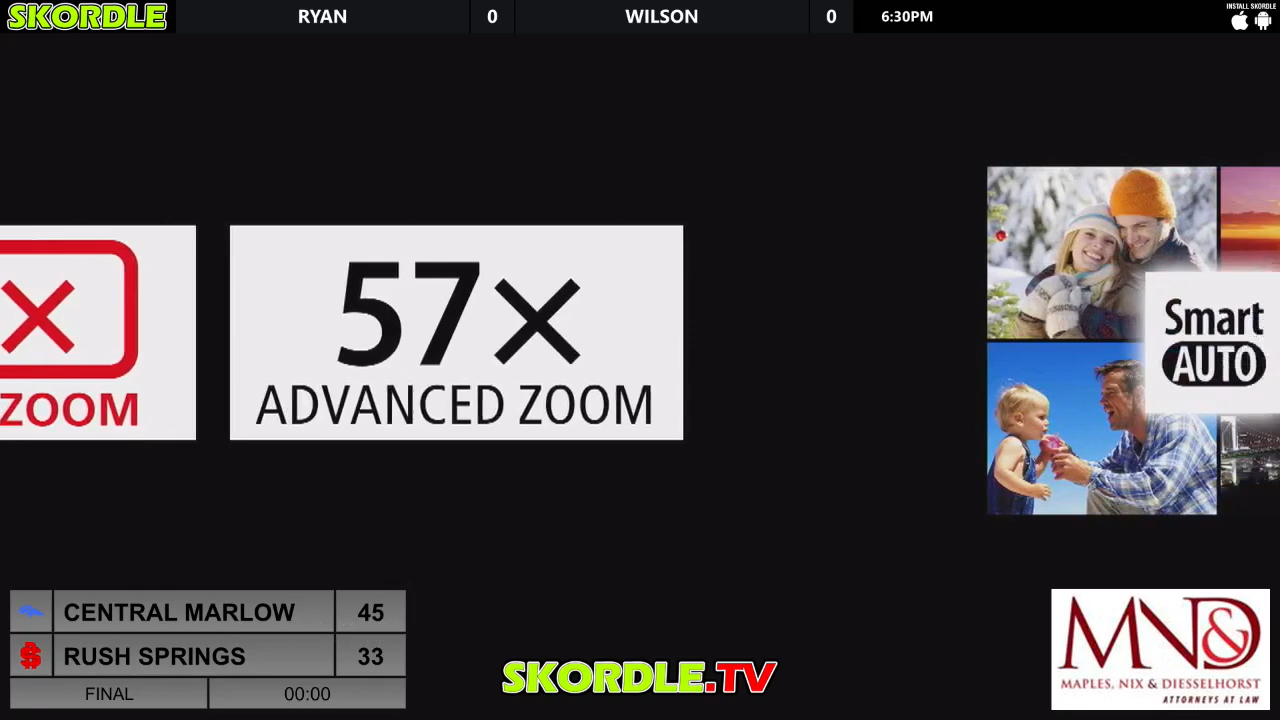 SKORDLE
RYAN 0 WILSON 0 6:30PM
INSTALL SKORDLE
X
ZOOM
57×
ADVANCED ZOOM
Smart
AUTO
CENTRAL MARLOW 45
RUSH SPRINGS 33
FINAL 00:00
SKORDLE.TV
MN&D
MAPLES, NIX & DIESSELHORST
ATTORNEYS AT LAW